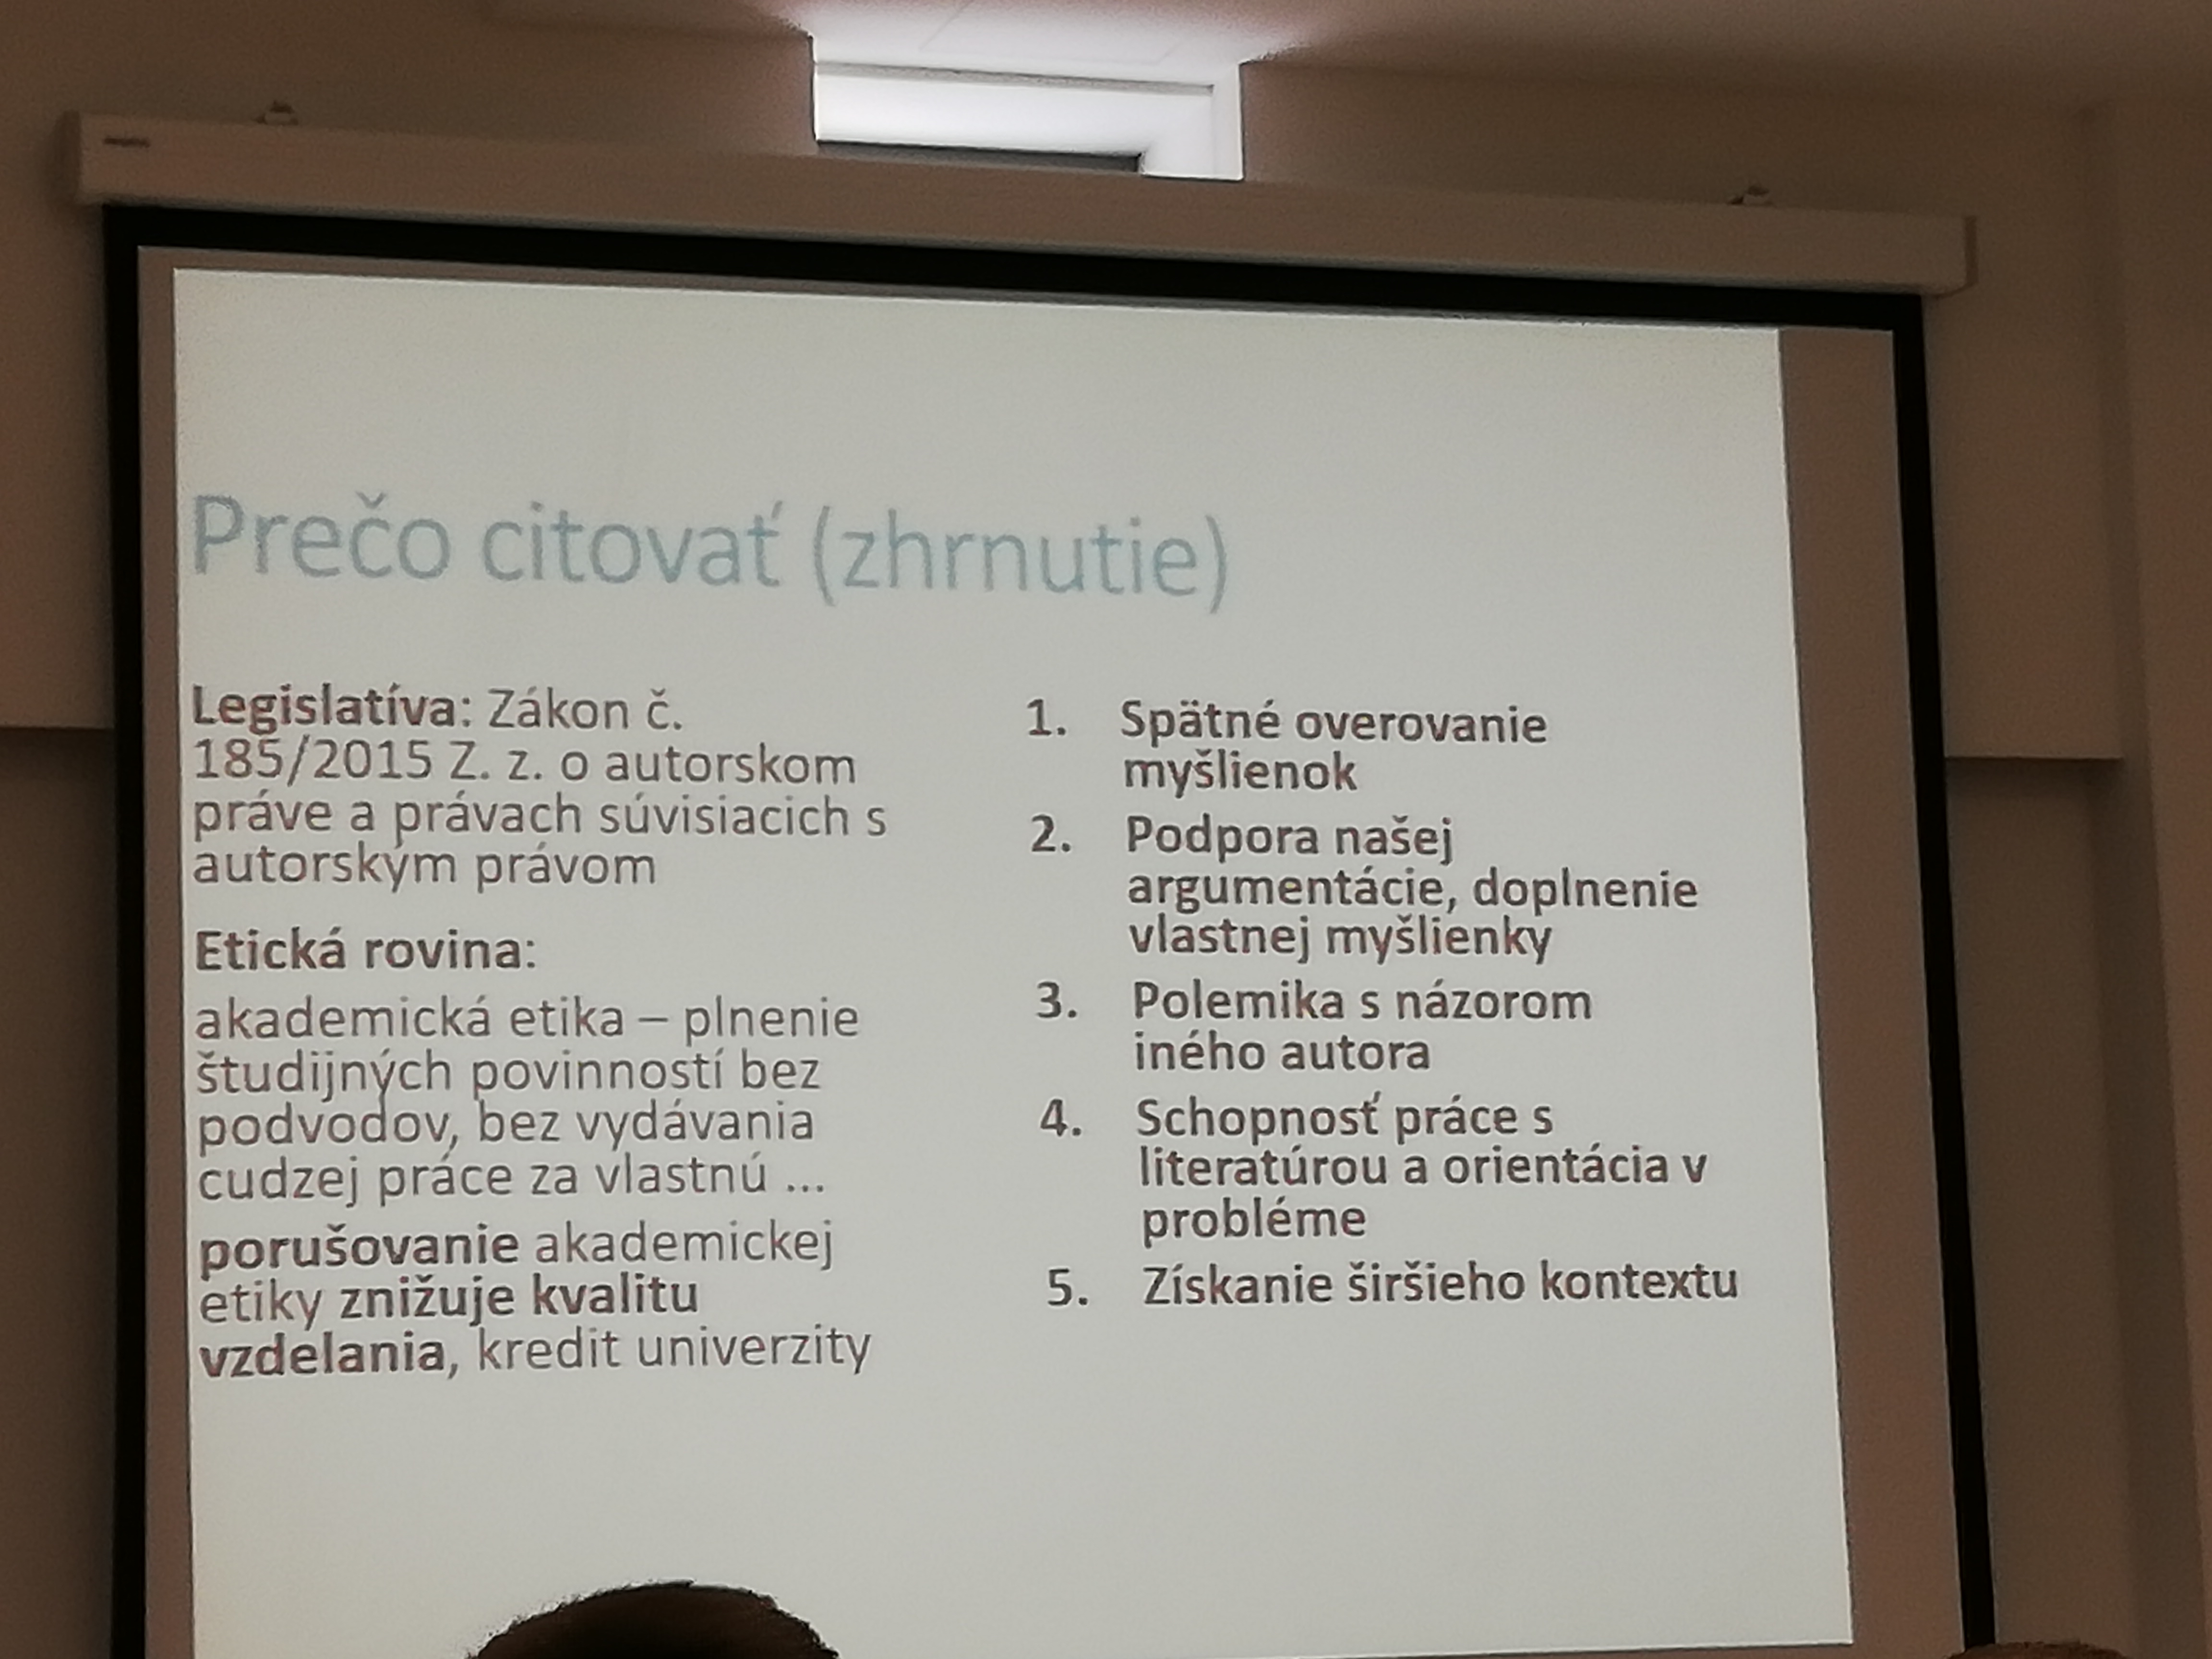 Prečo citovať (zhrnutie)
Legislatíva: Zákon č.
185/2015 Z. z. o autorskom
práve a právach súvisiacich s
autorským právom
Etická rovina:
akademická etika – plnenie
študijných povinností bez
podvodov, bez vydávania
cudzej práce za vlastnú ...
porušovanie akademickej
etiky znižuje kvalitu
vzdelania, kredit univerzity
1. Spätné overovanie
myšlienok
2. Podpora našej
argumentácie, doplnenie
vlastnej myšlienky
3. Polemika s názorom
iného autora
4. Schopnosť práce s
literatúrou a orientácia v
probléme
5. Získanie širšieho kontextu